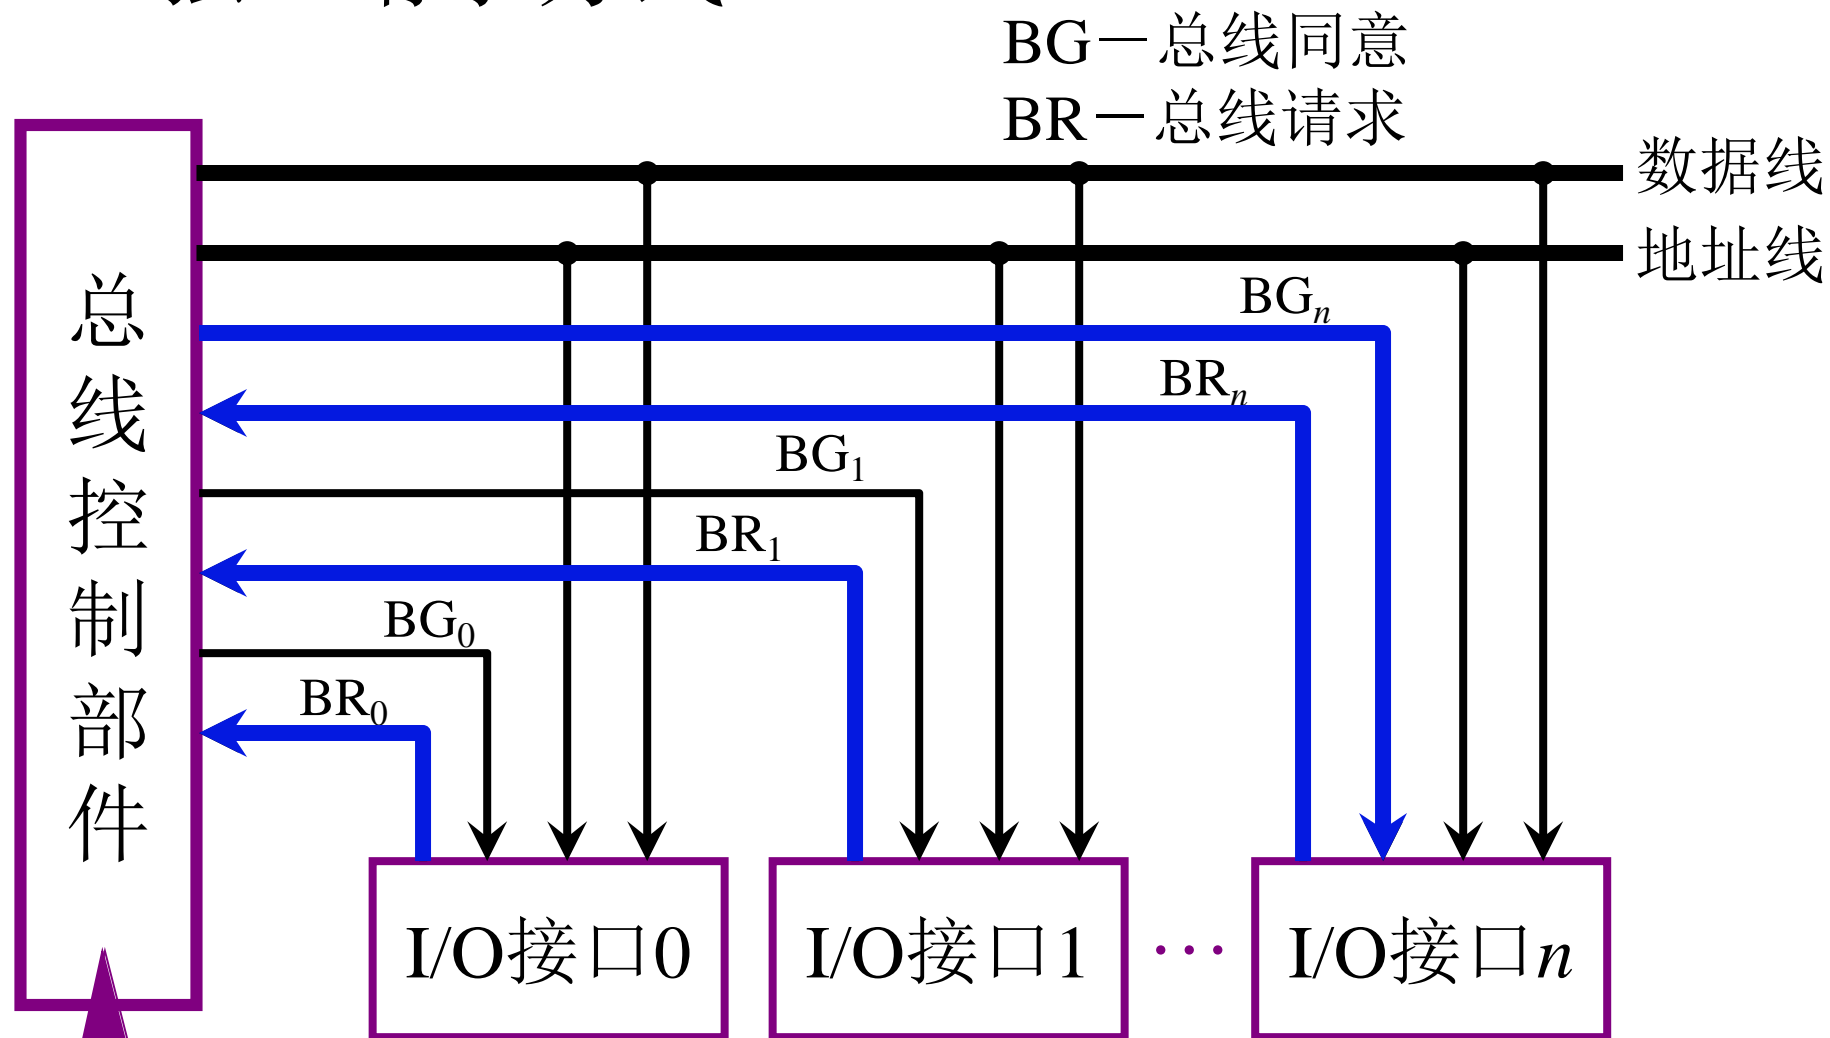 BG－总线同意
BR－总线请求
数据线
地址线
总线控制部件
BGn
BRn
BG1
BR1
BG0
BR0
I/O接口0
I/O接口1
…
I/O接口n